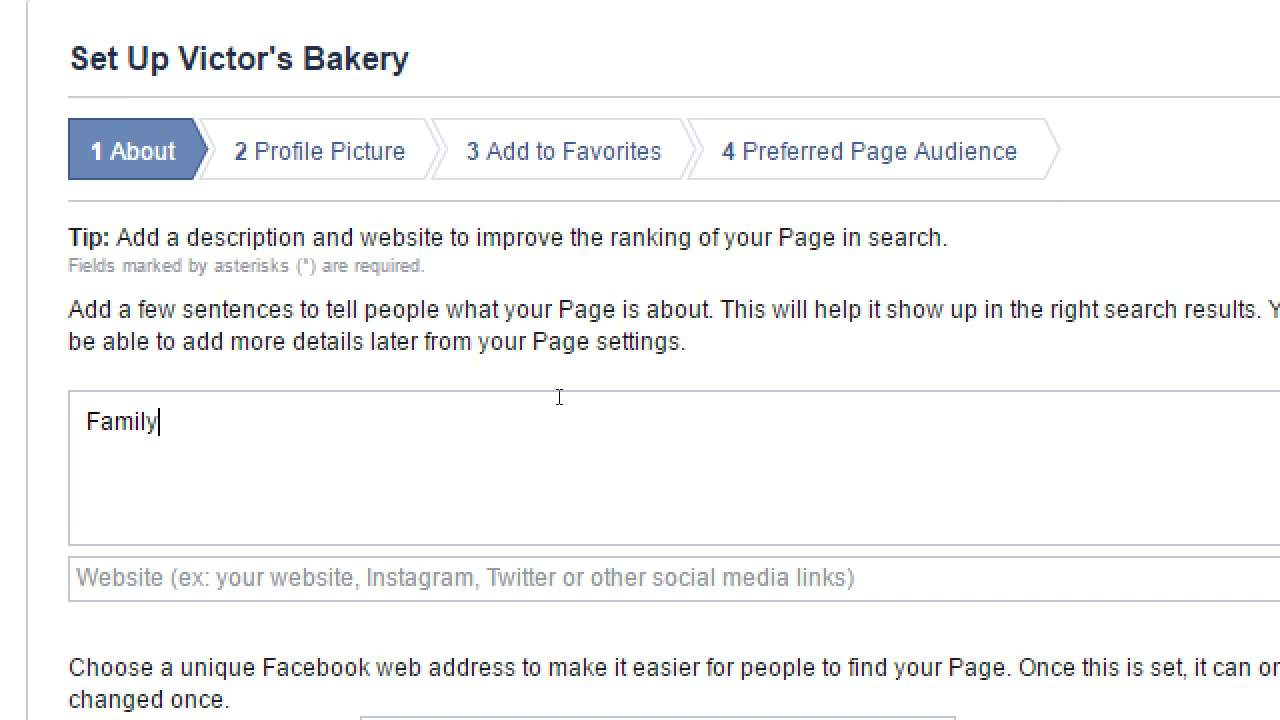 Set Up Victor's Bakery
1 About
2 Profile Picture
3 Add to Favorites
4 Preferred Page Audience
Tip: Add a description and website to improve the ranking of your Page in search.
Fields marked by asterisks (*) are required.
Add a few sentences to tell people what your Page is about. This will help it show up in the right search results.
be able to add more details later from your Page settings.
Family
Website (ex: your website, Instagram, Twitter or other social media links)
Choose a unique Facebook web address to make it easier for people to find your Page. Once this is set, it can
changed once.